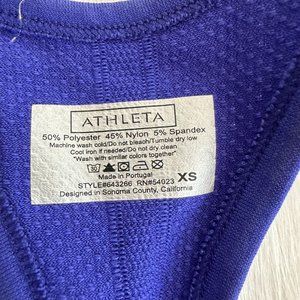 ATHLETA
50% Polyester 45% Nylon 5% Spandex
Machine wash cold/Do not bleach/Tumble dry low
Cool iron if needed/Do not dry clean
"Wash with similar colors together"
Made in Portugal
STYLE#643266 RN#54023
XS
Designed in Sonoma County, California